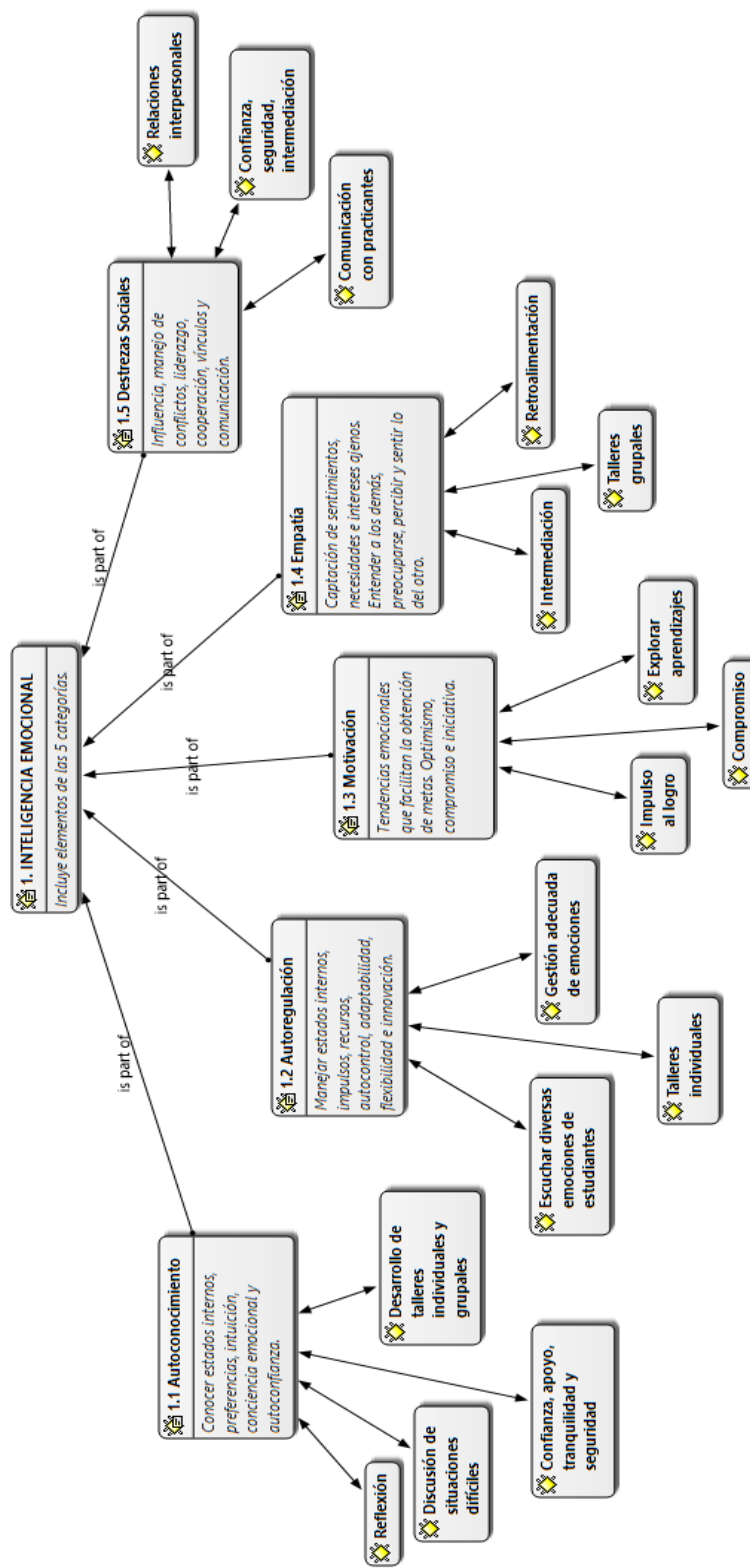 1. INTELIGENCIA EMOCIONAL
Incluye elementos de las 5 categorías.
is part of
is part of
is part of
is part of
is part of
1.1 Autoconocimiento
Conocer estados internos,
preferencias, intuición,
conciencia emocional y
autoconfianza.
Reflexión
Discusión de
situaciones
difíciles
Confianza, apoyo,
tranquilidad y
seguridad
Desarrollo de
talleres
individuales y
grupales
1.2 Autoregulación
Manejar estados internos,
impulsos, recursos,
autocontrol, adaptabilidad,
flexibilidad e innovación.
Escuchar diversas
emociones de
estudiantes
Talleres
individuales
Gestión adecuada
de emociones
1.3 Motivación
Tendencias emocionales
que facilitan la obtención
de metas. Optimismo,
compromiso e iniciativa.
Impulso
al logro
Compromiso
Explorar
aprendizajes
1.4 Empatía
Captación de sentimientos,
necesidades e intereses ajenos.
Entender a los demás,
preocuparse, percibir y sentir lo
del otro.
Intermediación
Talleres
grupales
Retroalimentación
1.5 Destrezas Sociales
Influencia, manejo de
conflictos, liderazgo,
cooperación, vínculos y
comunicación.
Comunicación
con practicantes
Confianza,
seguridad,
intermediación
Relaciones
interpersonales